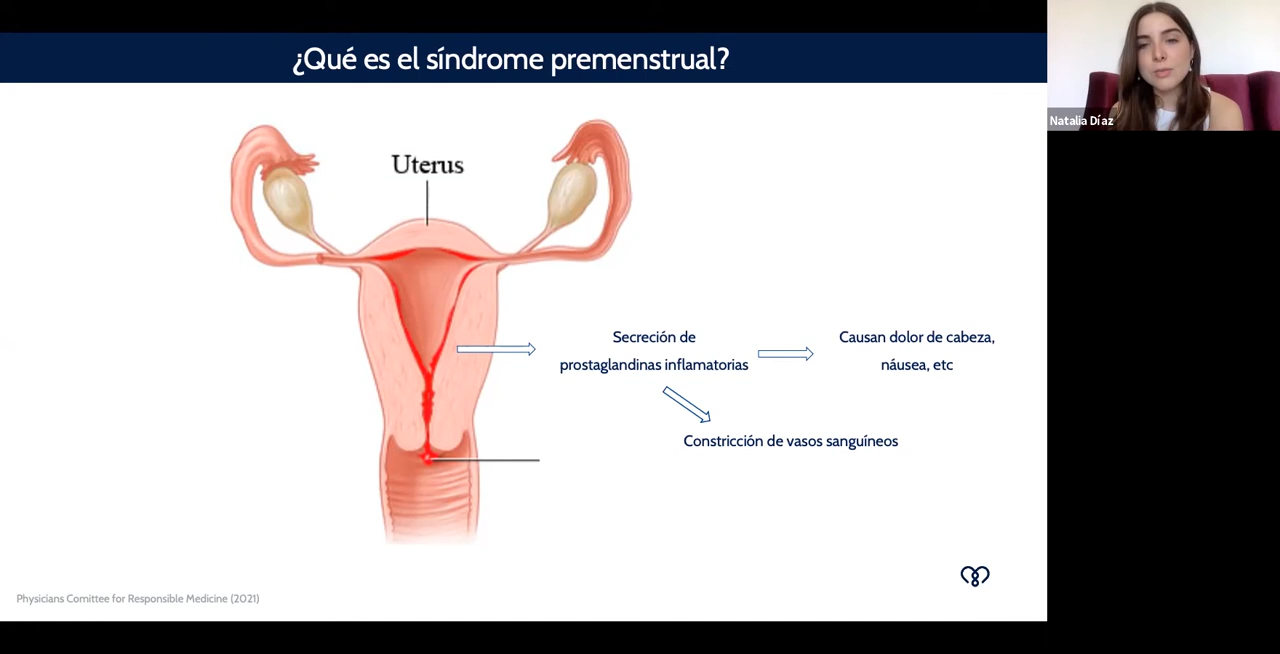 ¿Qué es el síndrome premenstrual?
Natalia Díaz
Uterus
Secreción de
prostaglandinas inflamatorias
Causan dolor de cabeza,
náusea, etc
Constricción de vasos sanguíneos
Physicians Comittee for Responsible Medicine (2021)